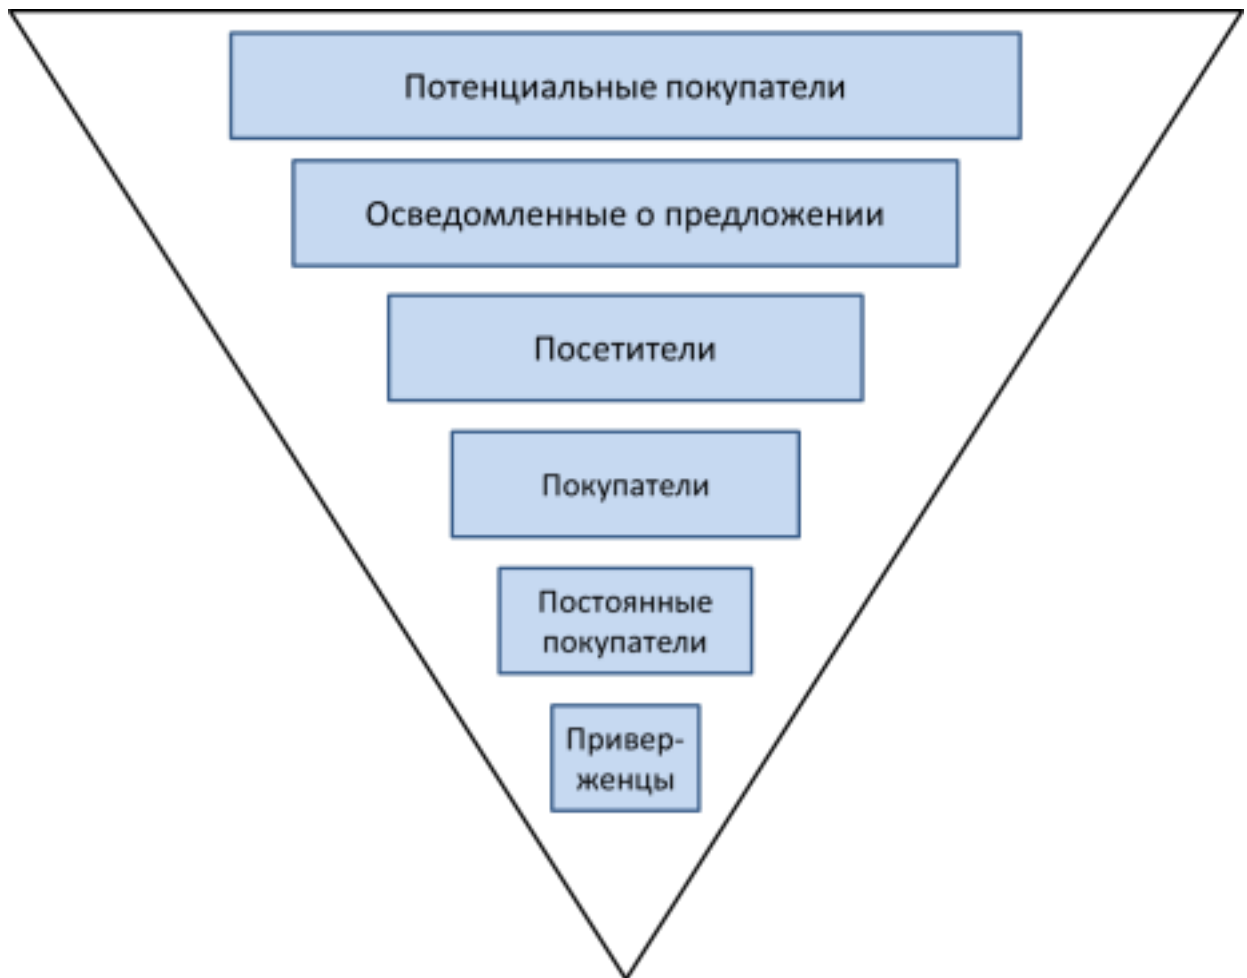 Потенциальные покупатели
Осведомленные о предложении
Посетители
Покупатели
Постоянные
покупатели
Привер-
женцы